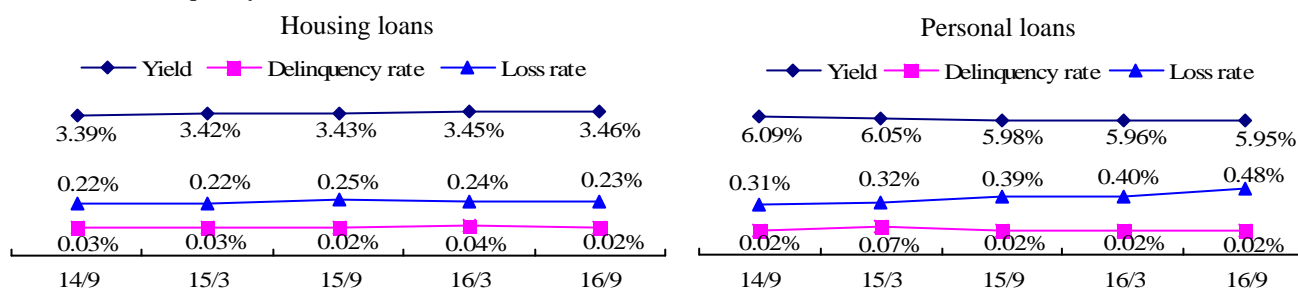 Housing loans
Personal loans
Yield Delinquency rate Loss rate
Yield Delinquency rate Loss rate
3.39% 3.42% 3.43% 3.45% 3.46%
6.09% 6.05% 5.98% 5.96% 5.95%
0.22% 0.22% 0.25% 0.24% 0.23%
0.31% 0.32% 0.39% 0.40% 0.48%
0.03% 0.03% 0.02% 0.04% 0.02%
0.02% 0.07% 0.02% 0.02% 0.02%
14/9 15/3 15/9 16/3 16/9
14/9 15/3 15/9 16/3 16/9